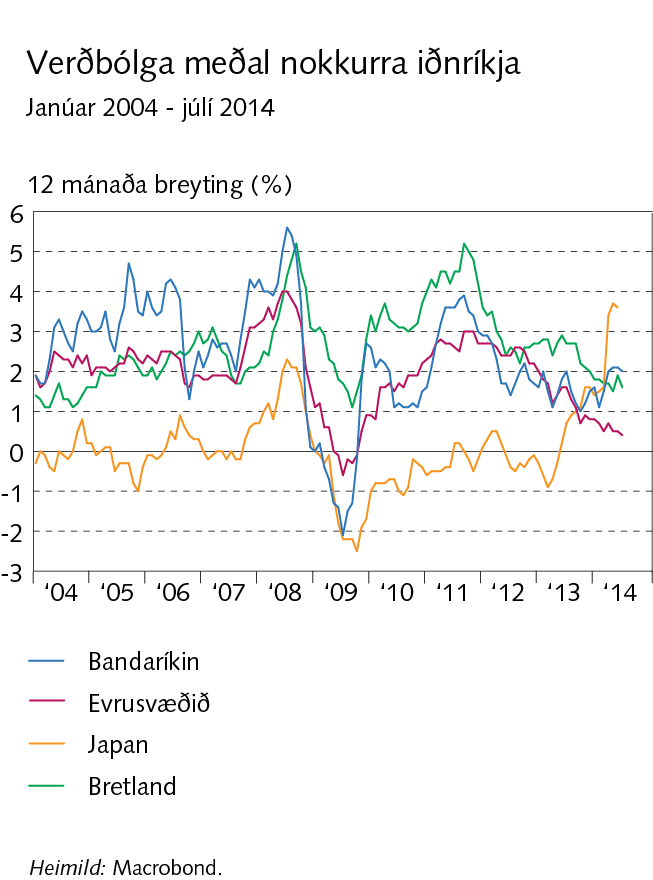 Verðbólga meðal nokkurra iðnríkja
Janúar 2004 - júlí 2014
12 mánaða breyting (%)
6
5
4
3
2
1
0
-1
-2
-3
‘04 ‘05 ‘06 ‘07 ‘08 ‘09 ‘10 ‘11 ‘12 ‘13 ‘14
Bandaríkin
Evrusvæðið
Japan
Bretland
Heimild: Macrobond.